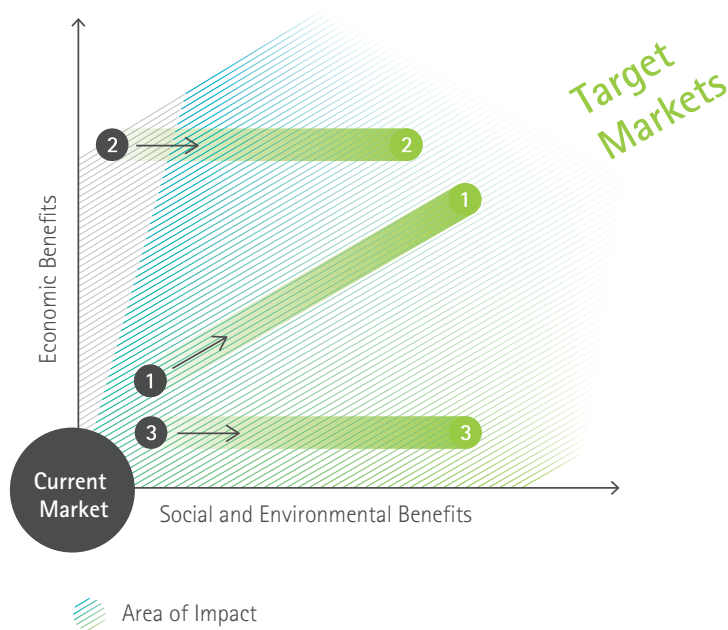 Target
Markets
Economic Benefits
2
2
1
1
3
3
Current
Market
Social and Environmental Benefits
Area of Impact